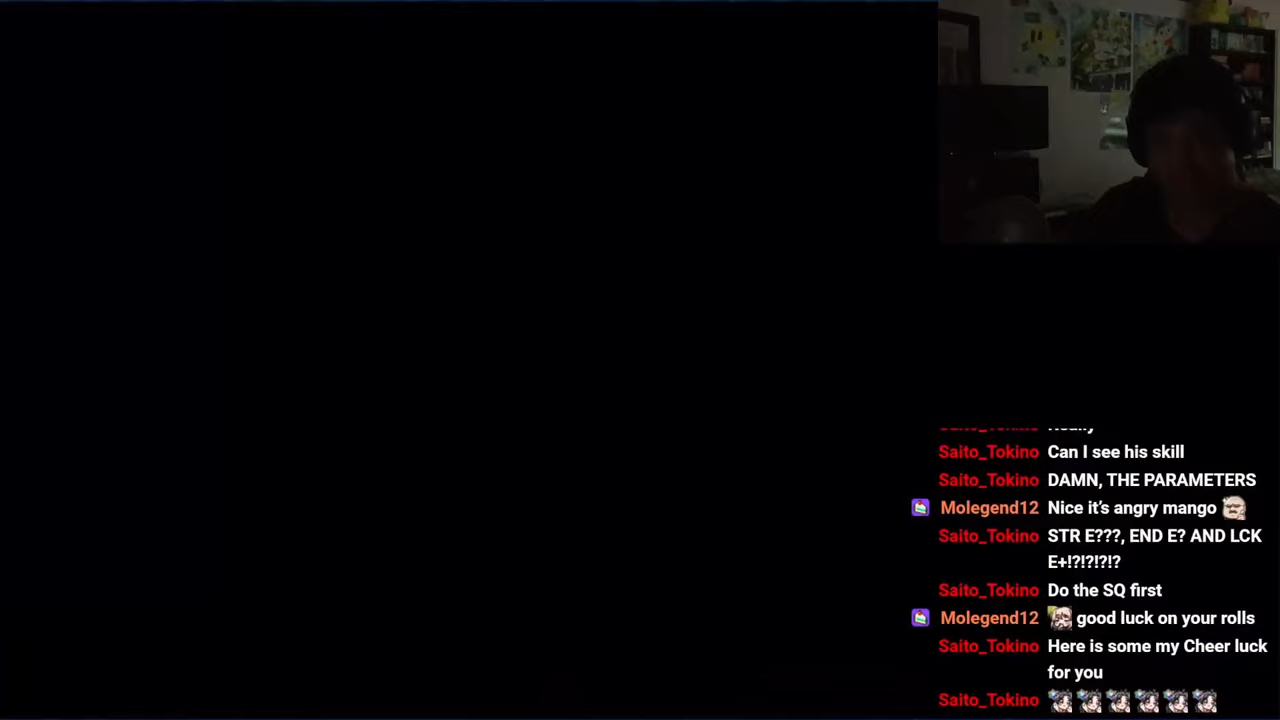 Saito_Tokino Can I see his skill
Saito_Tokino DAMN, THE PARAMETERS
Molegend12 Nice it's angry mango
Saito_Tokino STR E???, END E? AND LCK
E+!?!?!?!?
Saito_Tokino Do the SQ first
Molegend12 good luck on your rolls
Saito_Tokino Here is some my Cheer luck
for you
Saito_Tokino